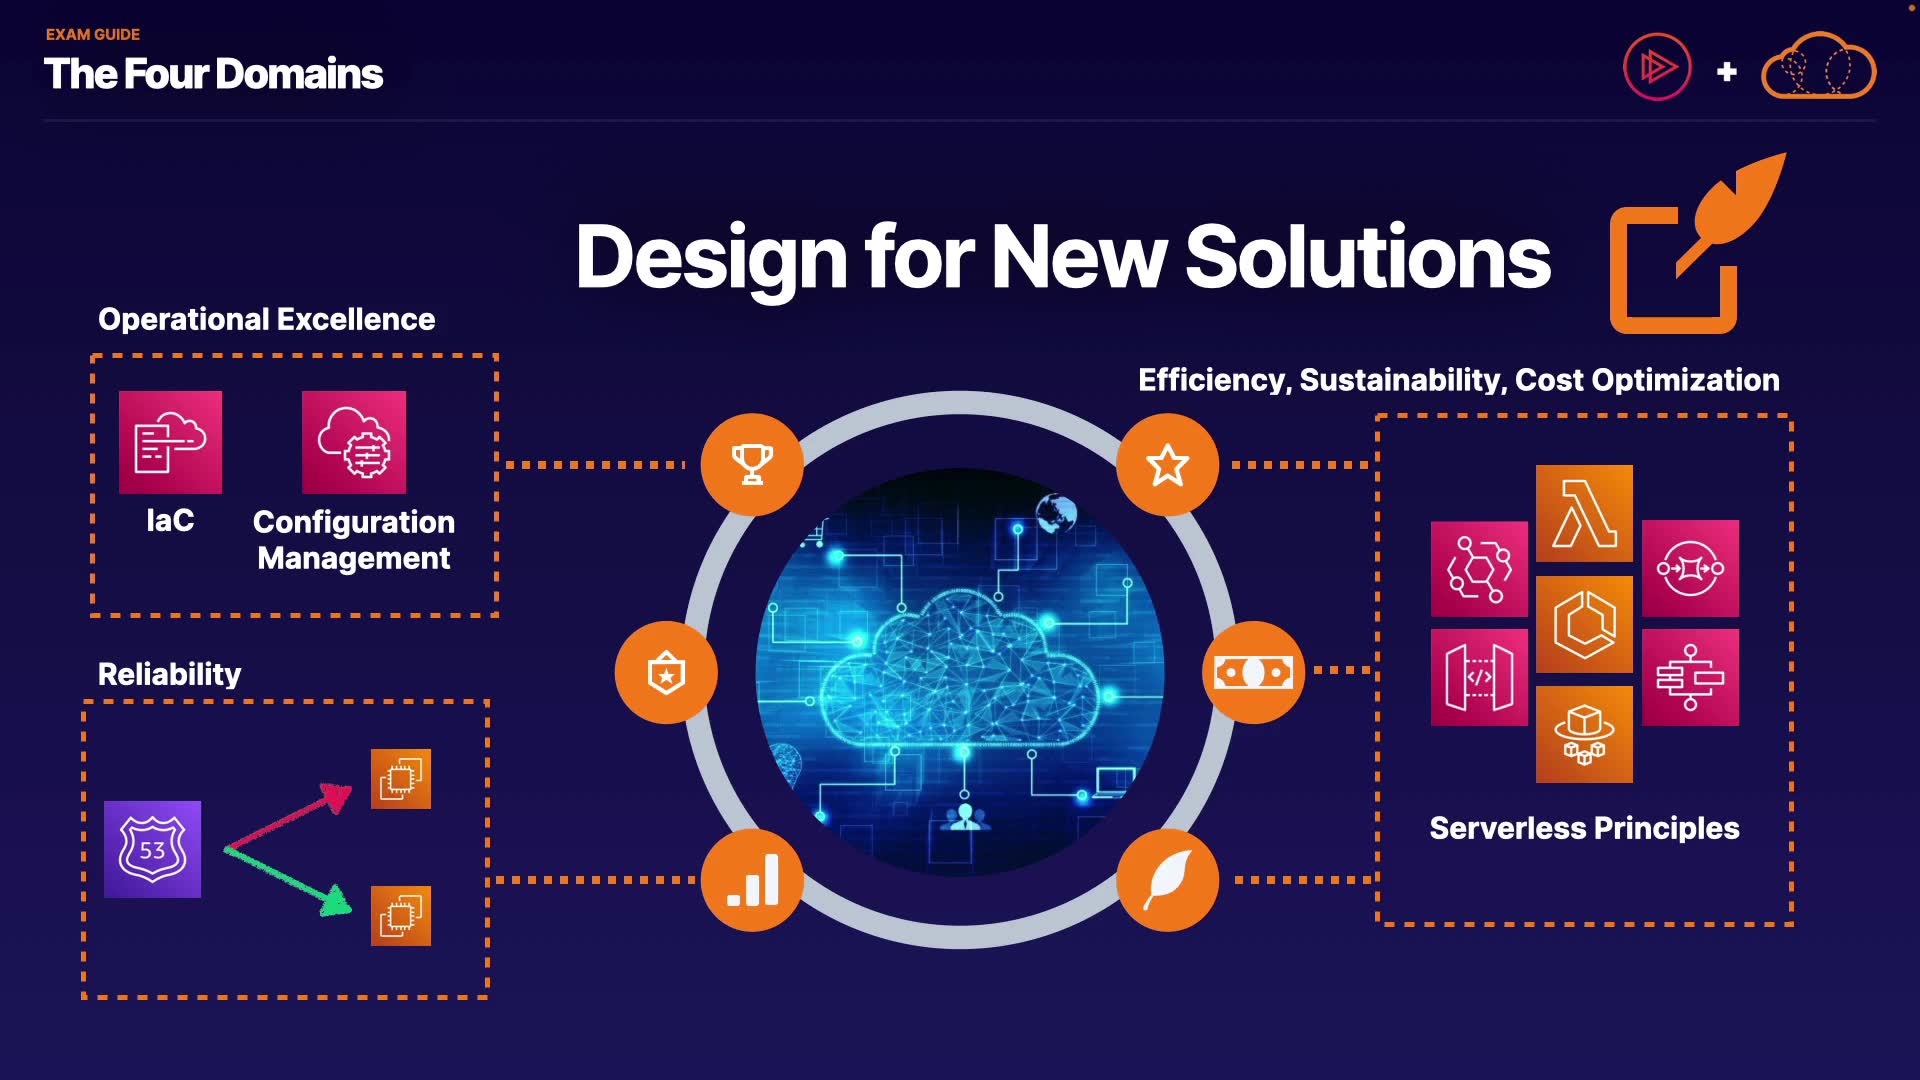 EXAM GUIDE
The Four Domains
Design for New Solutions
Operational Excellence
IaC
Configuration
Management
Reliability
53
Efficiency, Sustainability, Cost Optimization
</>
Serverless Principles